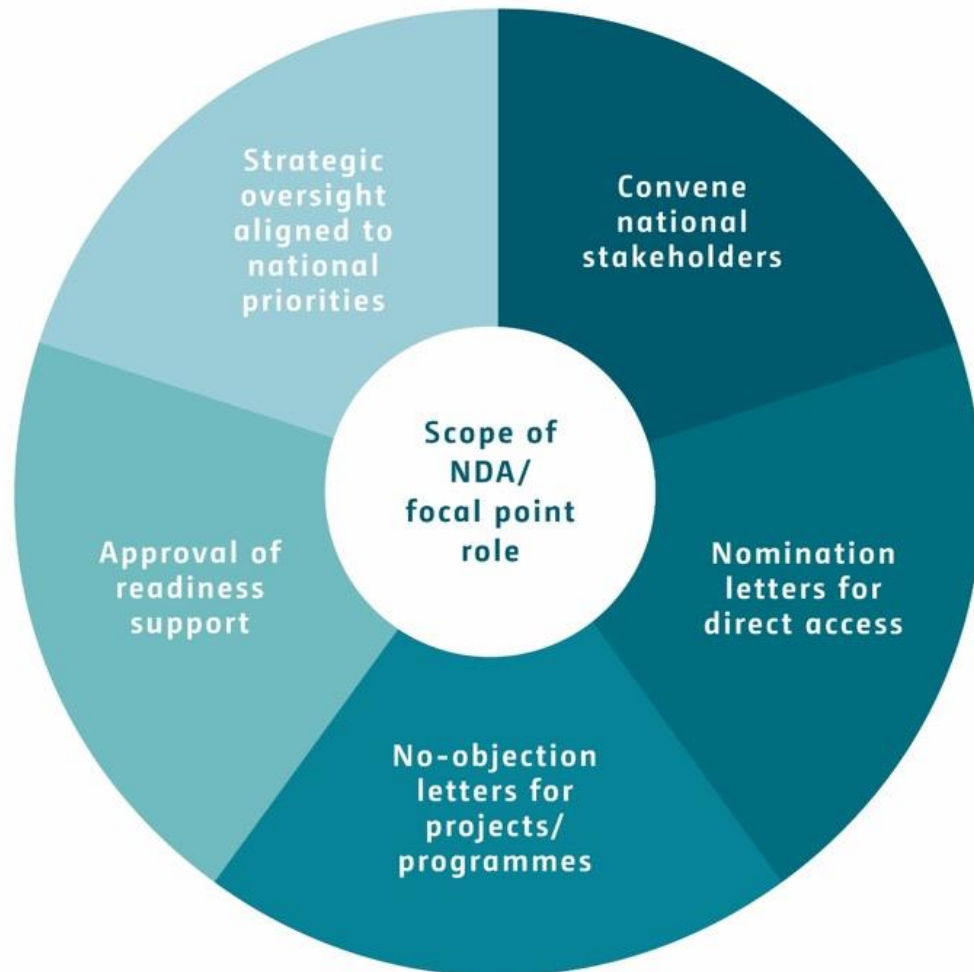 Strategic
oversight
aligned to
national
priorities
Convene
national
stakeholders
Scope of
NDA/
focal point
role
Approval of
readiness
support
Nomination
letters for
direct access
No-objection
letters for
projects/
programmes